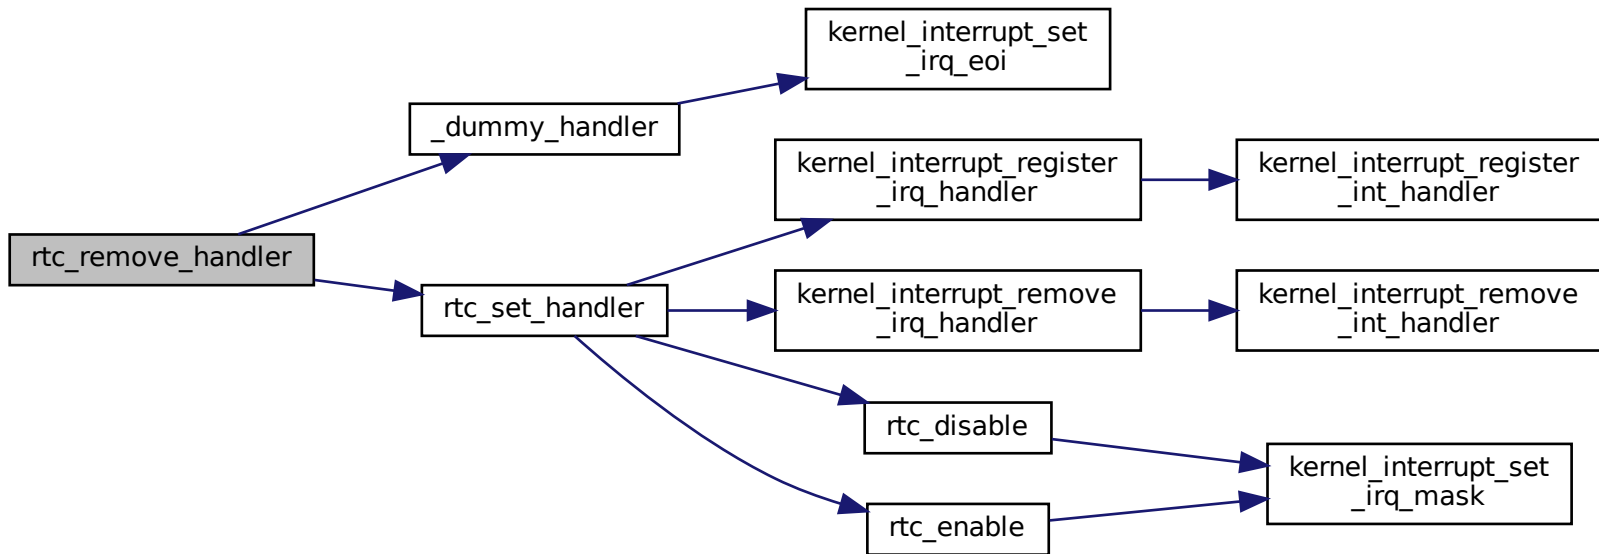 kernel_interrupt_set
_irq_eoi
_dummy_handler
kernel_interrupt_register
_irq_handler
kernel_interrupt_register
_int_handler
rtc_remove_handler
rtc_set_handler
kernel_interrupt_remove
_irq_handler
kernel_interrupt_remove
_int_handler
rtc_disable
kernel_interrupt_set
_irq_mask
rtc_enable